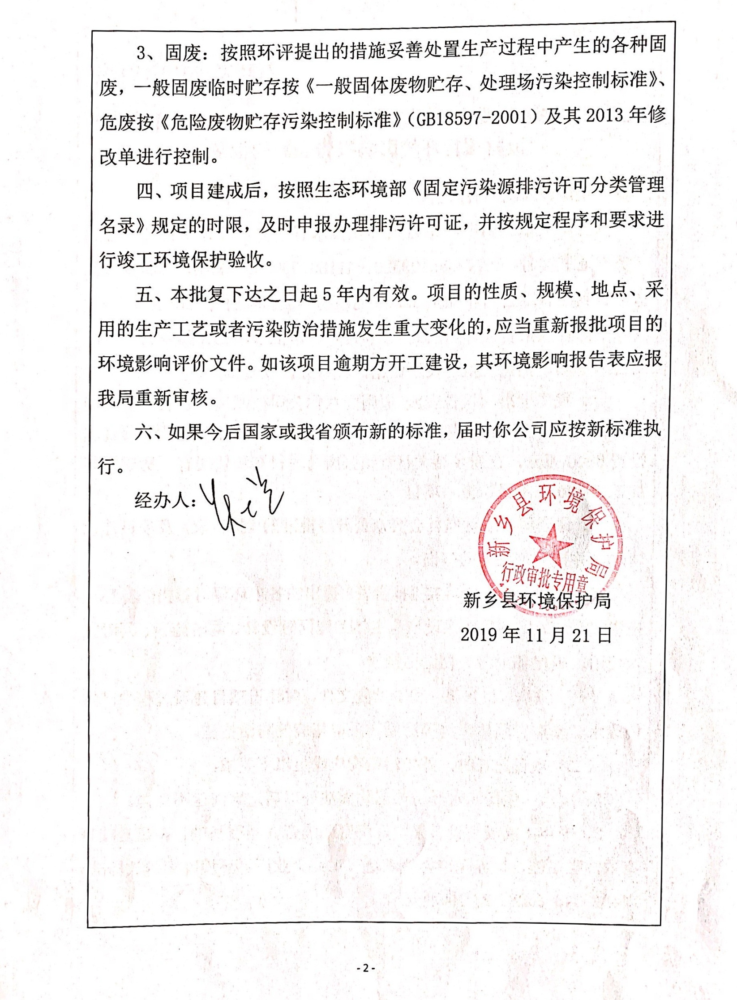 3、固废：按照环评提出的措施妥善处置生产过程中产生的各种固
废，一般固废临时贮存按《一般固体废物贮存、处理场污染控制标准》、
危废按《危险废物贮存污染控制标准》（GB18597-2001）及其 2013 年修
改单进行控制。
四、项目建成后，按照生态环境部《固定污染源排污许可分类管理
名录》规定的时限，及时申报办理排污许可证，并按规定程序和要求进
行竣工环境保护验收。
五、本批复下达之日起 5 年内有效。项目的性质、规模、地点、采
用的生产工艺或者污染防治措施发生重大变化的，应当重新报批项目的
环境影响评价文件。如该项目逾期方开工建设，其环境影响报告表应报
我局重新审核。
六、如果今后国家或我省颁布新的标准，届时你公司应按新标准执
行。
经办人：
新乡县环境保护局
行政审批专用章
新乡县环境保护局
2019 年 11 月 21 日
- 2 -